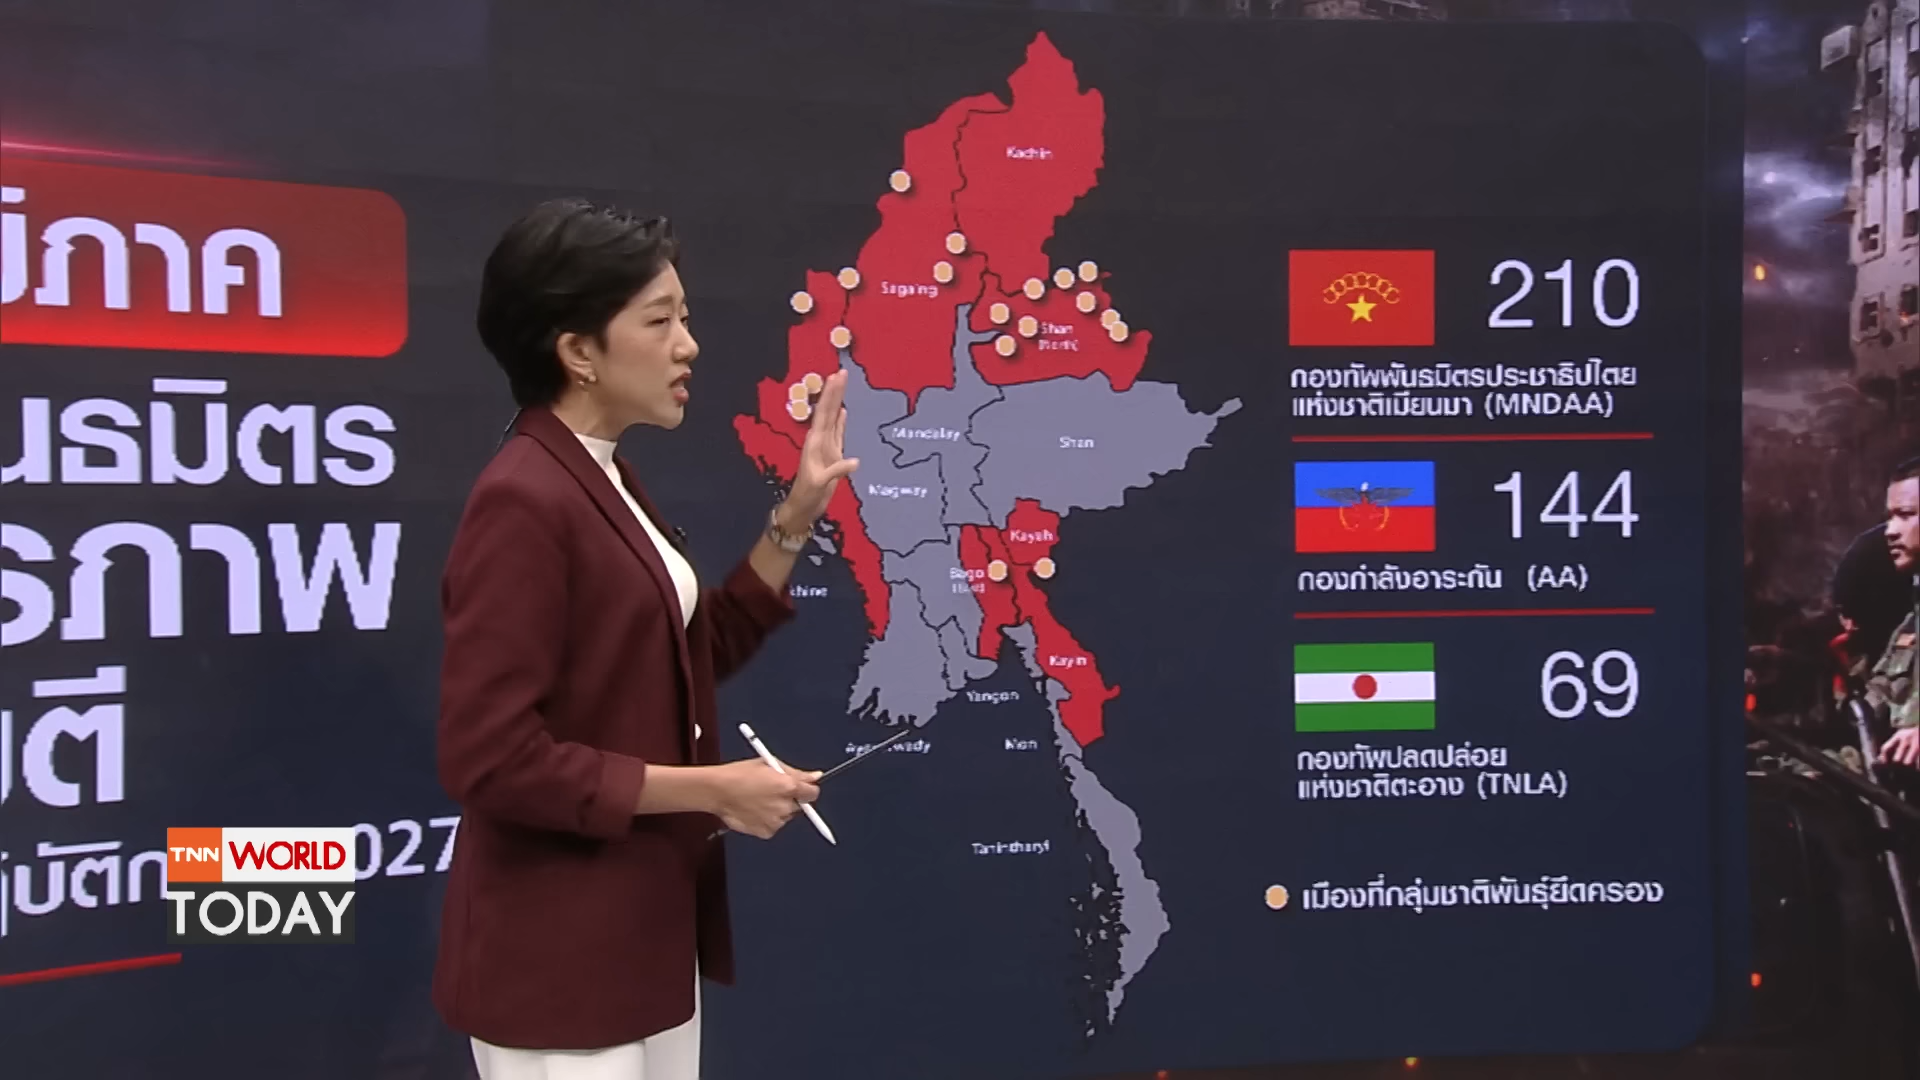 ภาค
นธมิตร
รภาพ
ตี
027
TNN WORLD
TODAY
Kachin
Sagaing
Shan
(North)
Mandalay
Shan
Magway
Kayah
Bago
chine
Kayin
Yangon
Mon
Tanintharyi
210
กองทัพพันธมิตรประชาธิปไตย
แห่งชาติเมียนมา (MNDAA)
144
กองกำลังอาระกัน (AA)
69
กองทัพปลดปล่อย
แห่งชาติตะอาง (TNLA)
เมืองที่กลุ่มชาติพันธุ์ยึดครอง